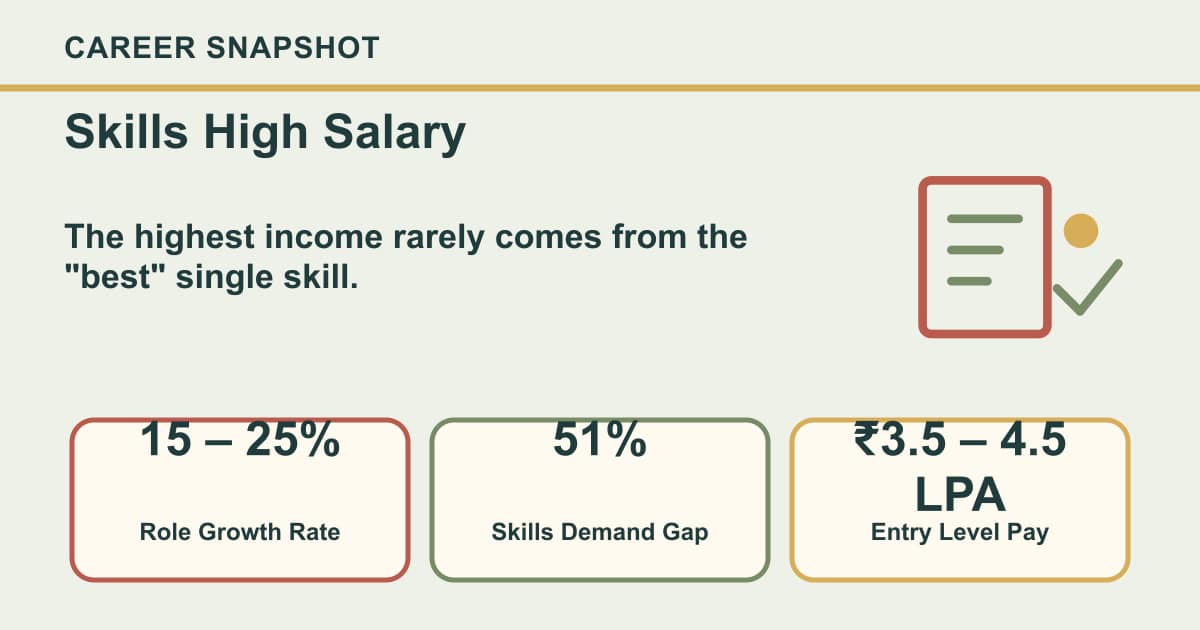 CAREER SNAPSHOT
Skills High Salary
The highest income rarely comes from the
"best" single skill.
15 – 25%
Role Growth Rate
51%
Skills Demand Gap
₹3.5 – 4.5
LPA
Entry Level Pay